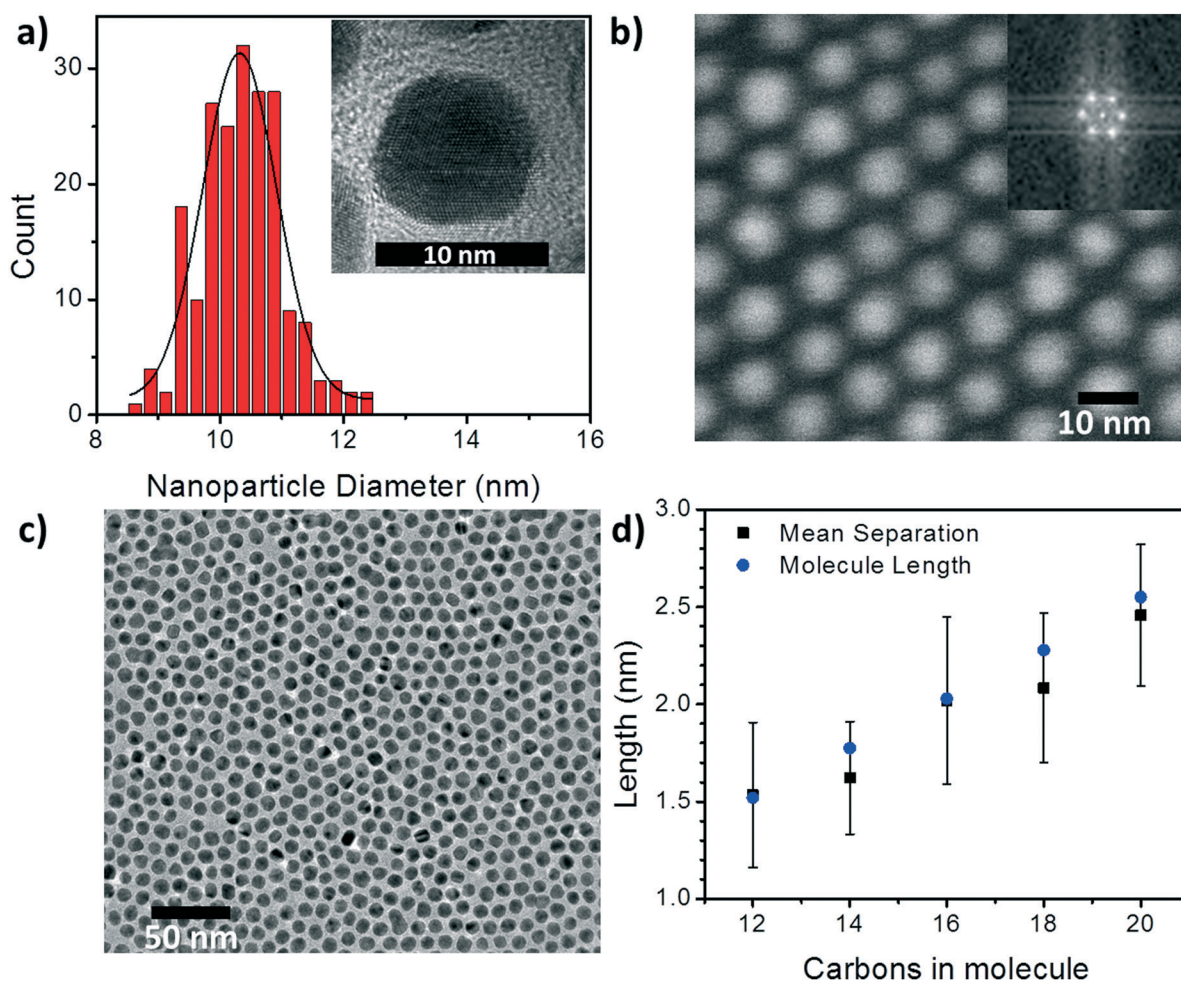 a)
30
20
10
0
Count
8
10
12
14
16
Nanoparticle Diameter (nm)
10 nm
b)
10 nm
c)
50 nm
d)
3.0
2.5
2.0
1.5
1.0
Length (nm)
Mean Separation
Molecule Length
12
14
16
18
20
Carbons in molecule